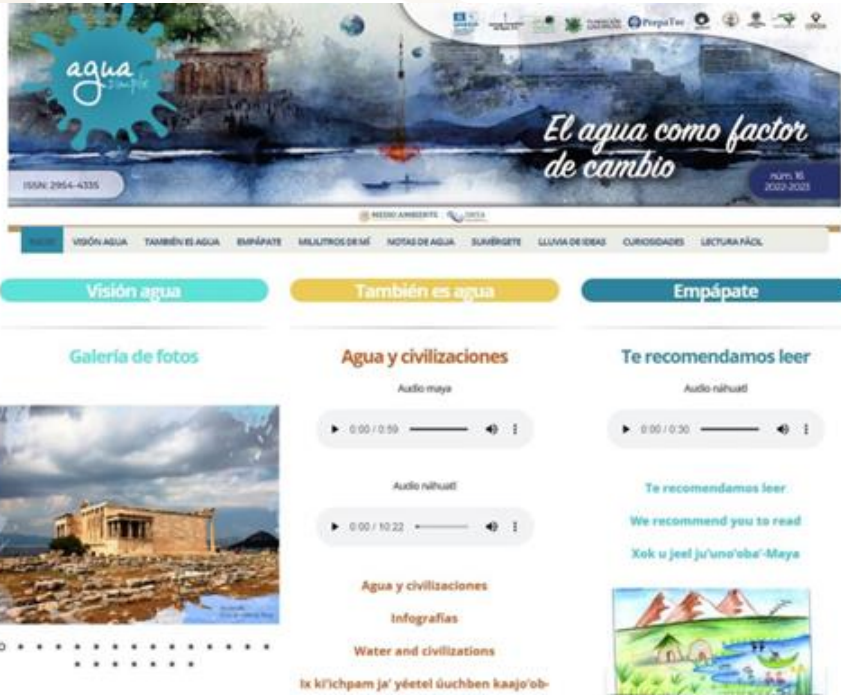 agua
simple
El agua como factor
de cambio
ISSN: 2954-4335
núm. 16
2022-2023
PrepaTec
MEDIO AMBIENTE
IMTA
INICIO
VISIÓN AGUA
TAMBIÉN ES AGUA
EMPÁPATE
MILILITROS DE MÍ
NOTAS DE AGUA
SUMÉRGETE
LLUVIA DE IDEAS
CURIOSIDADES
LECTURA FÁCIL
Visión agua
Galería de fotos
También es agua
Agua y civilizaciones
Audio maya
0:00 / 0:59
Audio náhuatl
0:00 / 10:22
Agua y civilizaciones
Infografías
Water and civilizations
Ix ki'ichpam ja' yéetel úuchben kaajo'ob-
Empápate
Te recomendamos leer
Audio náhuatl
0:00 / 0:30
Te recomendamos leer
We recommend you to read
Xok u jeel ju'uno'oba'-Maya